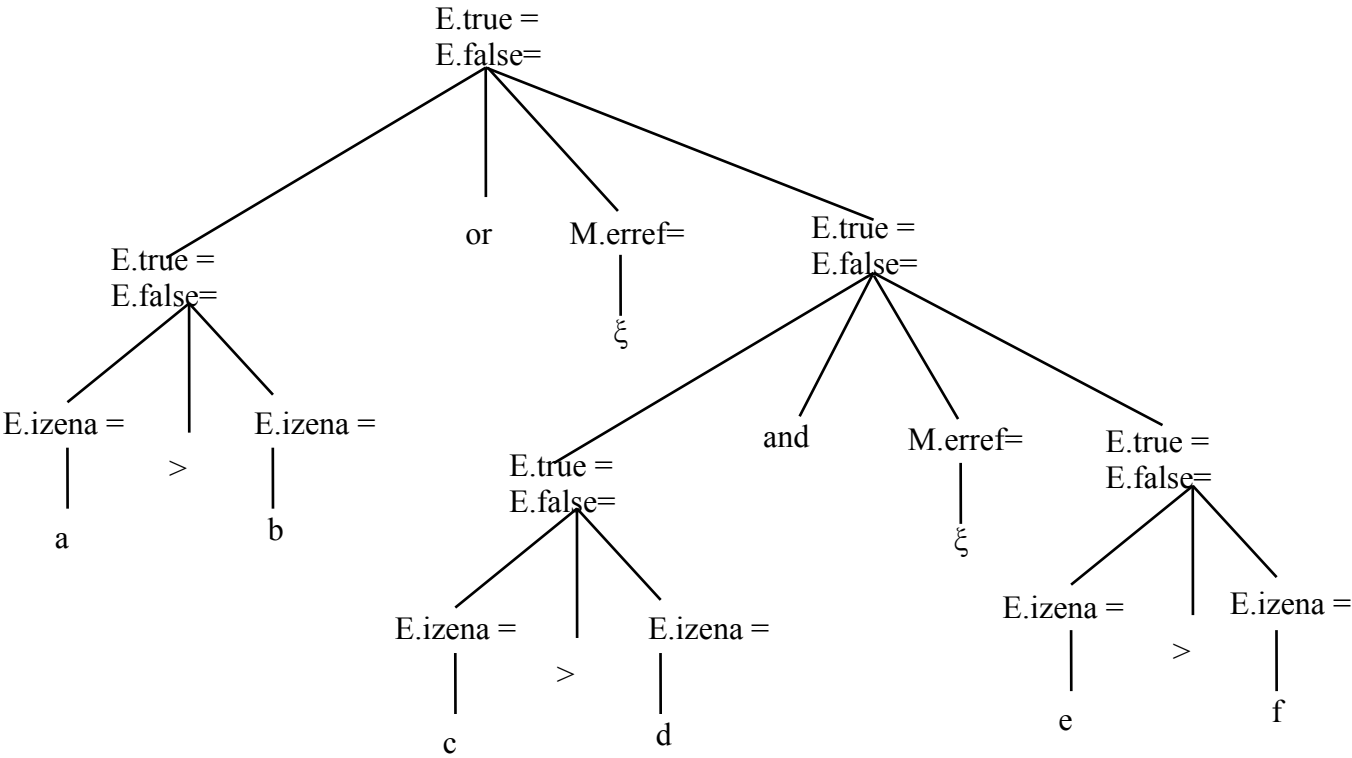 E.true =
E.false=
or
M.erref=
E.true =
E.false=
E.true =
E.false=
ξ
E.izena =
>
E.izena =
and
M.erref=
E.true =
E.false=
E.true =
E.false=
a
b
ξ
E.izena =
>
E.izena =
E.izena =
>
E.izena =
c
d
e
f